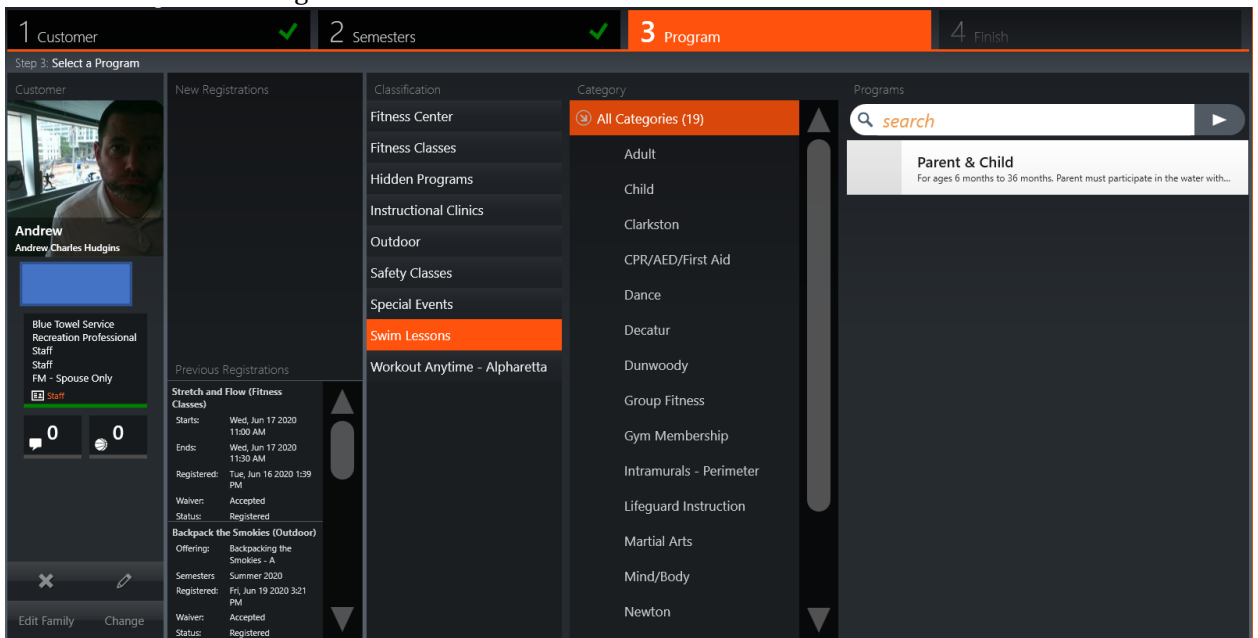 1 Customer
2 Semesters
3 Program
4 Finish
Step 3: Select a Program
Customer
Andrew
Andrew Charles Hudgins
Blue Towel Service
Recreation Professional
Staff
Staff
FM - Spouse Only
Staff
0
0
Edit Family
Change
New Registrations
Previous Registrations
Stretch and Flow (Fitness
Classes)
Starts: Wed, Jun 17 2020
11:00 AM
Ends: Wed, Jun 17 2020
11:30 AM
Registered: Tue, Jun 16 2020 1:39
PM
Waiver: Accepted
Status: Registered
Backpack the Smokies (Outdoor)
Offering: Backpacking the
Smokies - A
Semesters Summer 2020
Registered: Fri, Jun 19 2020 3:21
PM
Waiver: Accepted
Status: Registered
Classification
Fitness Center
Fitness Classes
Hidden Programs
Instructional Clinics
Outdoor
Safety Classes
Special Events
Swim Lessons
Workout Anytime - Alpharetta
Category
All Categories (19)
Adult
Child
Clarkston
CPR/AED/First Aid
Dance
Decatur
Dunwoody
Group Fitness
Gym Membership
Intramurals - Perimeter
Lifeguard Instruction
Martial Arts
Mind/Body
Newton
Programs
search
Parent & Child
For ages 6 months to 36 months. Parent must participate in the water with...